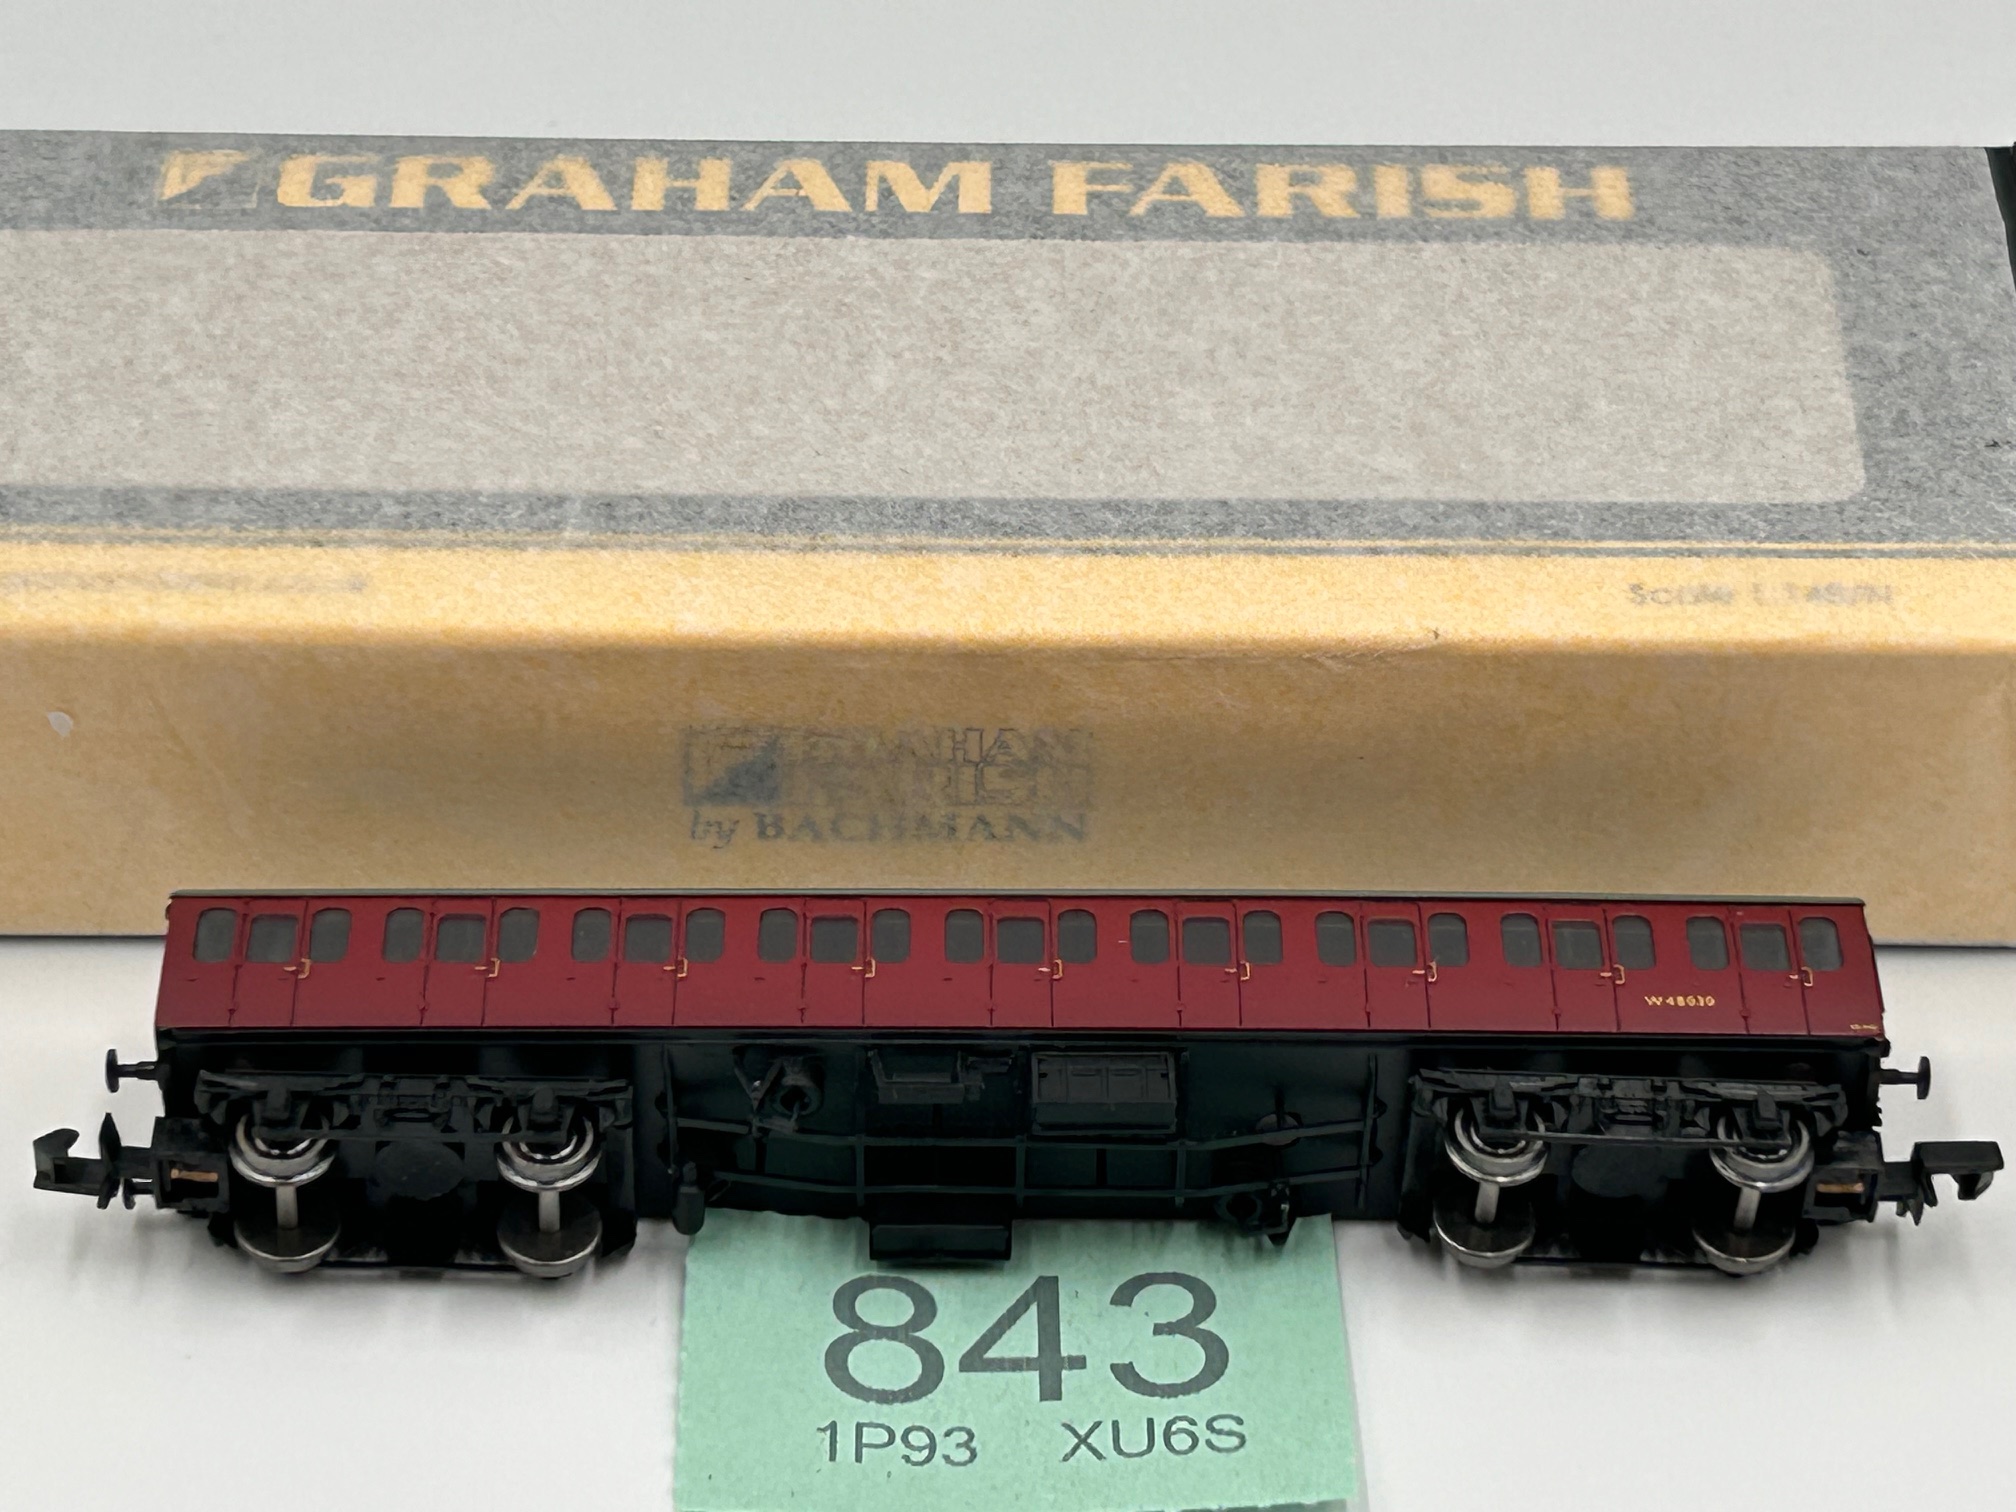 GRAHAM FARISH
Scale 1:148/N
GRAHAM
FARISH
by BACHMANN
W48030
843
1P93 XU6S